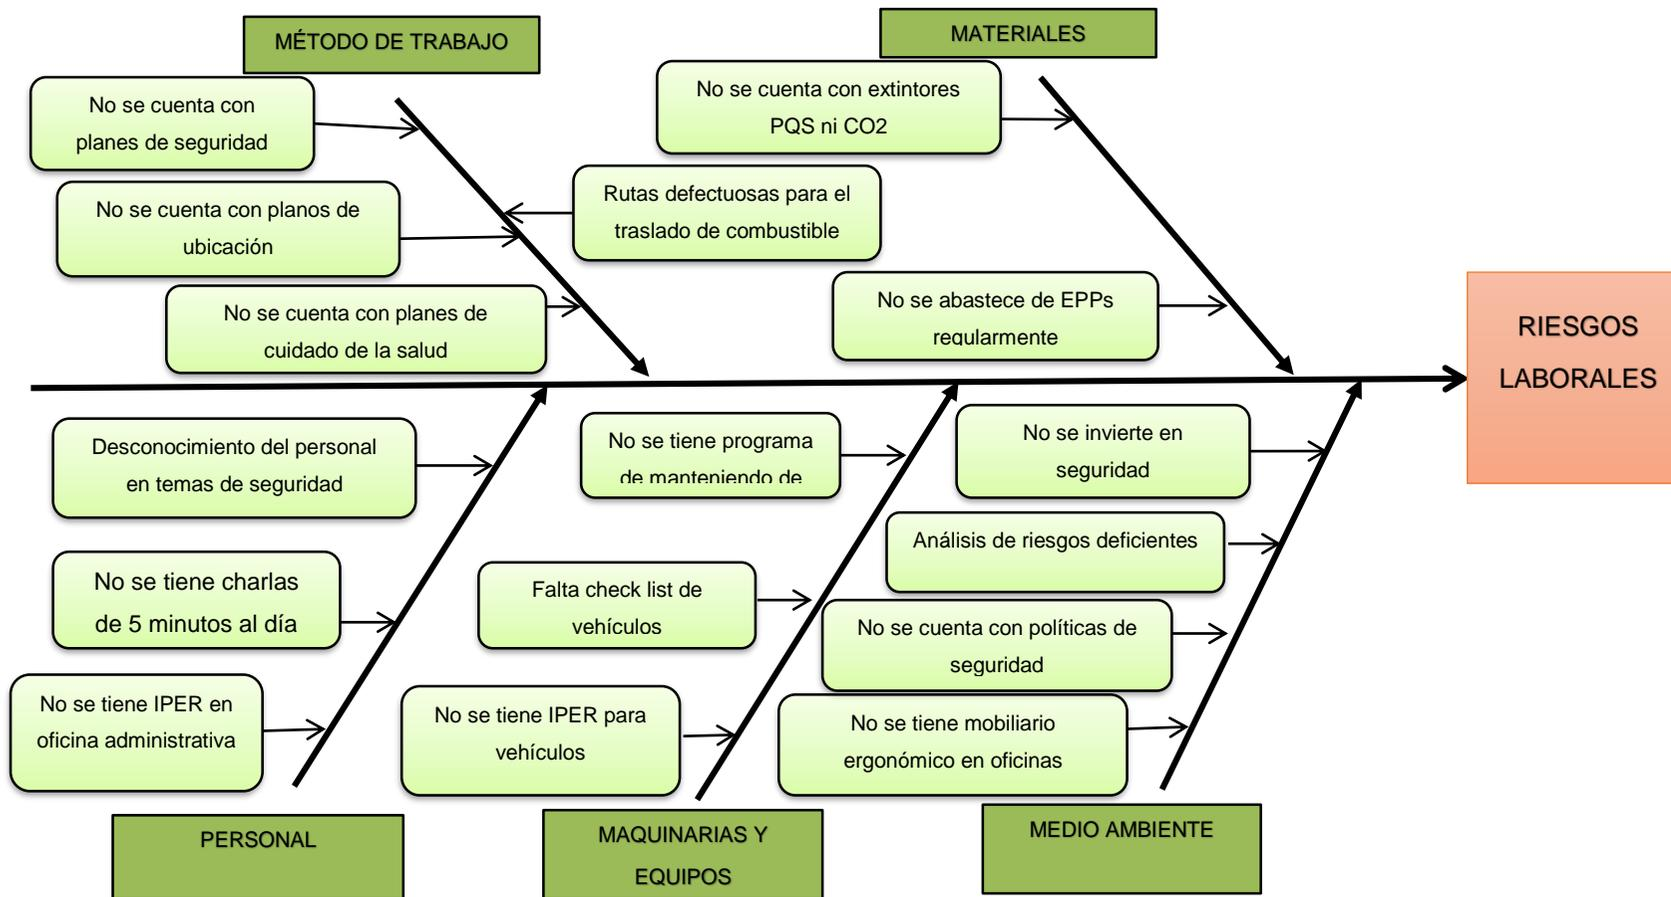 MÉTODO DE TRABAJO
MATERIALES
No se cuenta con
planes de seguridad
No se cuenta con extintores
PQS ni CO2
Rutas defectuosas para el
traslado de combustible
No se cuenta con planos de
ubicación
No se cuenta con planes de
cuidado de la salud
No se abastece de EPPs
regularmente
RIESGOS
LABORALES
Desconocimiento del personal
en temas de seguridad
No se tiene programa
de manteniendo de
No se invierte en
seguridad
Análisis de riesgos deficientes
No se tiene charlas
de 5 minutos al día
Falta check list de
vehículos
No se cuenta con políticas de
seguridad
No se tiene IPER en
oficina administrativa
No se tiene IPER para
vehículos
No se tiene mobiliario
ergonómico en oficinas
PERSONAL
MAQUINARIAS Y
EQUIPOS
MEDIO AMBIENTE